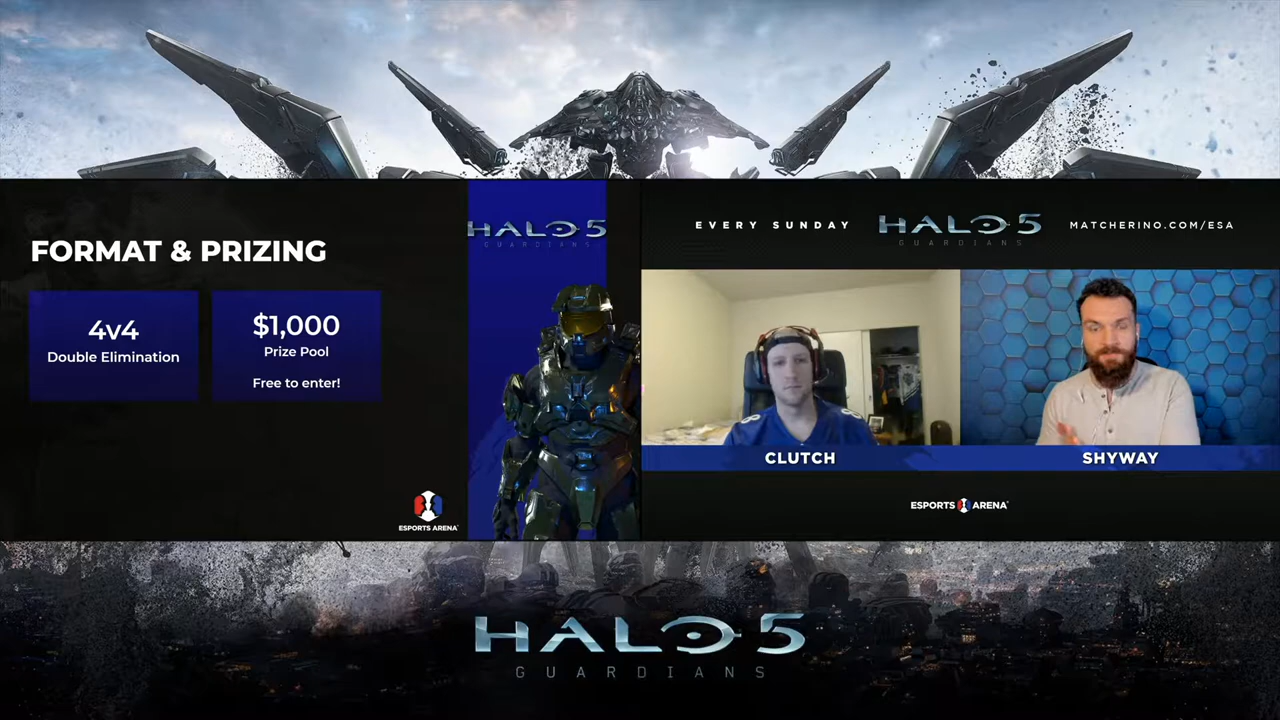 FORMAT & PRIZING
4v4
Double Elimination
$1,000
Prize Pool
Free to enter!
ESPORTS ARENA
HALO 5
GUARDIANS
EVERY SUNDAY
HALO 5
GUARDIANS
MATCHERINO.COM/ESA
8
CLUTCH
SHYWAY
ESPORTS ARENA
HALO 5
GUARDIANS